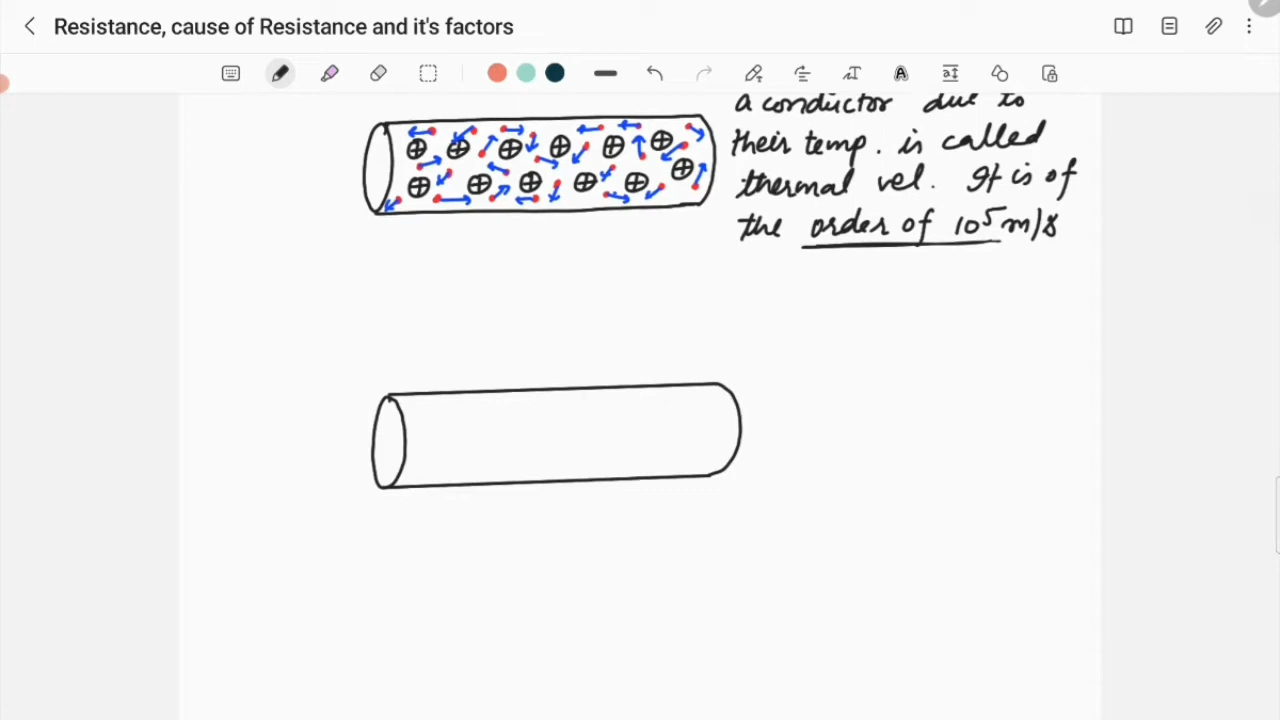 Resistance, cause of Resistance and it's factors
a conductor due to
their temp. is called
thermal vel. It is of
the order of 10⁵ m/s